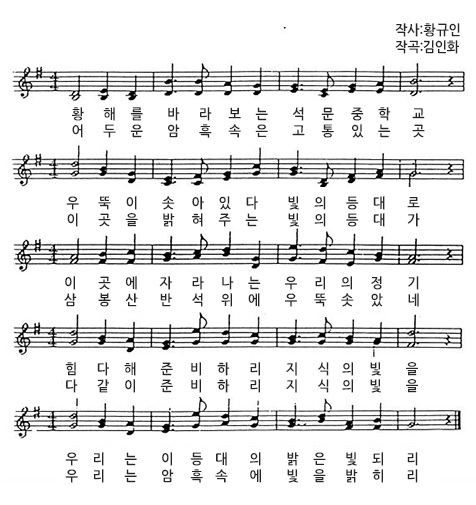 작사:황규인
작곡:김인화
황 해 를 바 라 보 는 석 문 중 학 교
어 두 운 암 흑 속 은 고 통 있 는 곳
우 뚝 이 솟 아 있 다 빛 의 등 대 로
이 곳 을 밝 혀 주 는 빛 의 등 대 가
이 곳 에 자 라 나 는 우 리 의 정 기
삼 봉 산 반 석 위 에 우 뚝 솟 았 네
힘 다 해 준 비 하 리 지 식 의 빛 을
다 같 이 준 비 하 리 지 식 의 빛 을
우 리 는 이 등 대 의 밝 은 빛 되 리
우 리 는 암 흑 속 에 빛 을 밝 히 리